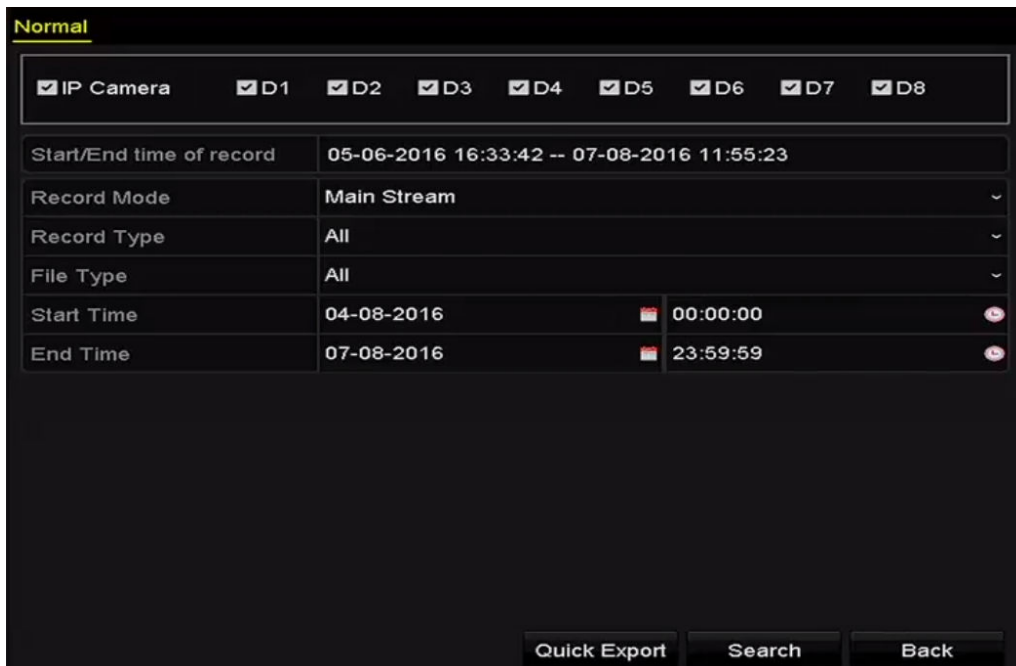 Normal
IP Camera D1 D2 D3 D4 D5 D6 D7 D8
Start/End time of record 05-06-2016 16:33:42 -- 07-08-2016 11:55:23
Record Mode Main Stream
Record Type All
File Type All
Start Time 04-08-2016 00:00:00
End Time 07-08-2016 23:59:59
Quick Export Search Back